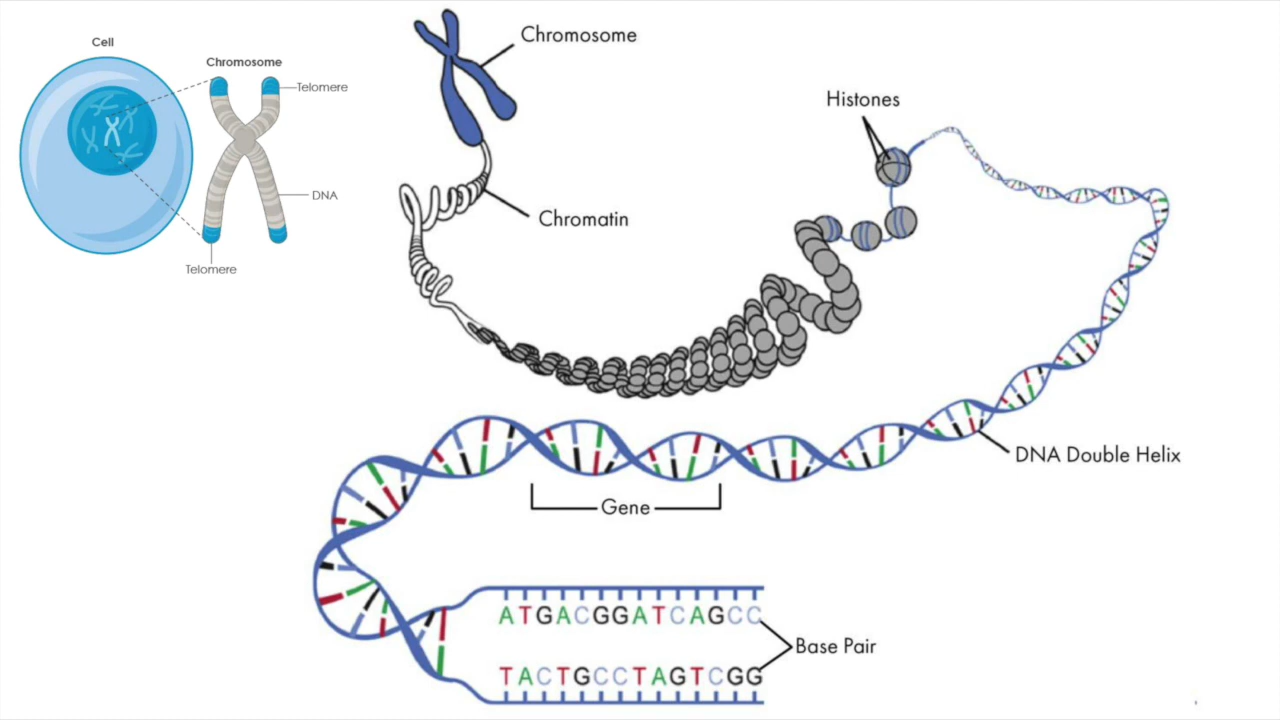 Cell
Chromosome
Telomere
DNA
Telomere
Chromosome
Chromatin
Histones
DNA Double Helix
Gene
ATGACGGATCAGCC
Base Pair
TACTGCCTAGTCGG